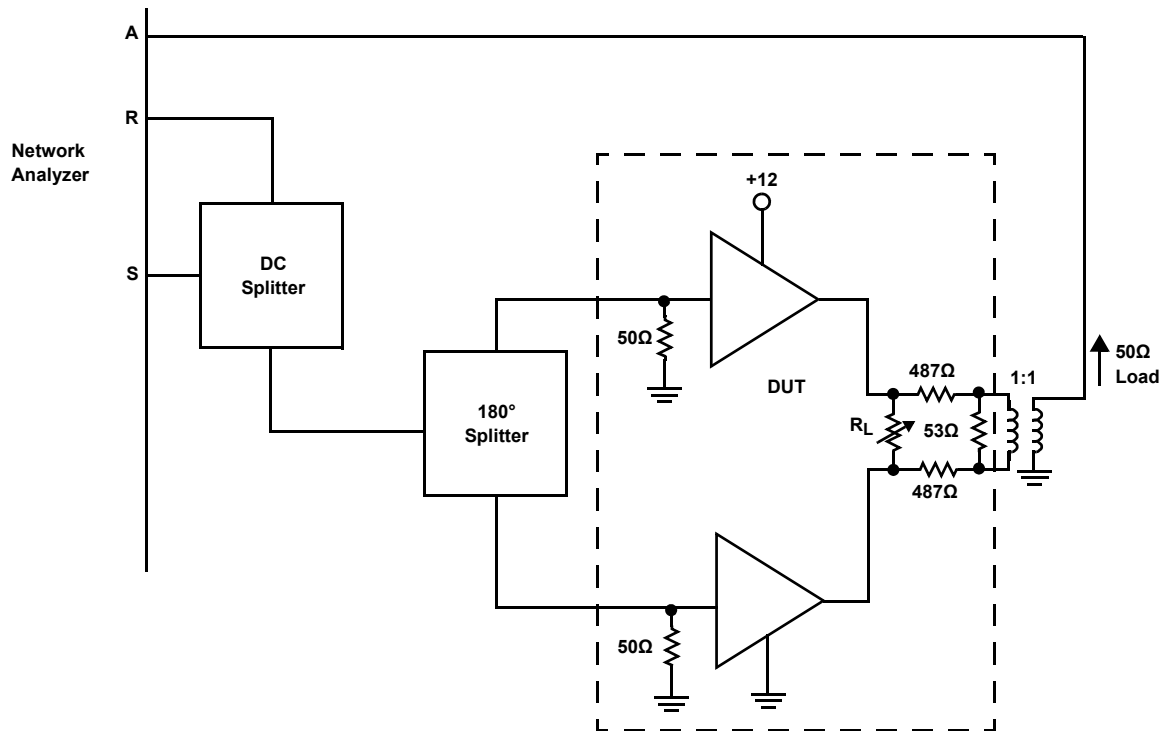 A
R
Network
Analyzer
S
DC
Splitter
180°
Splitter
+12
50Ω
DUT
487Ω
1:1
50Ω
Load
R_L
53Ω
487Ω
50Ω